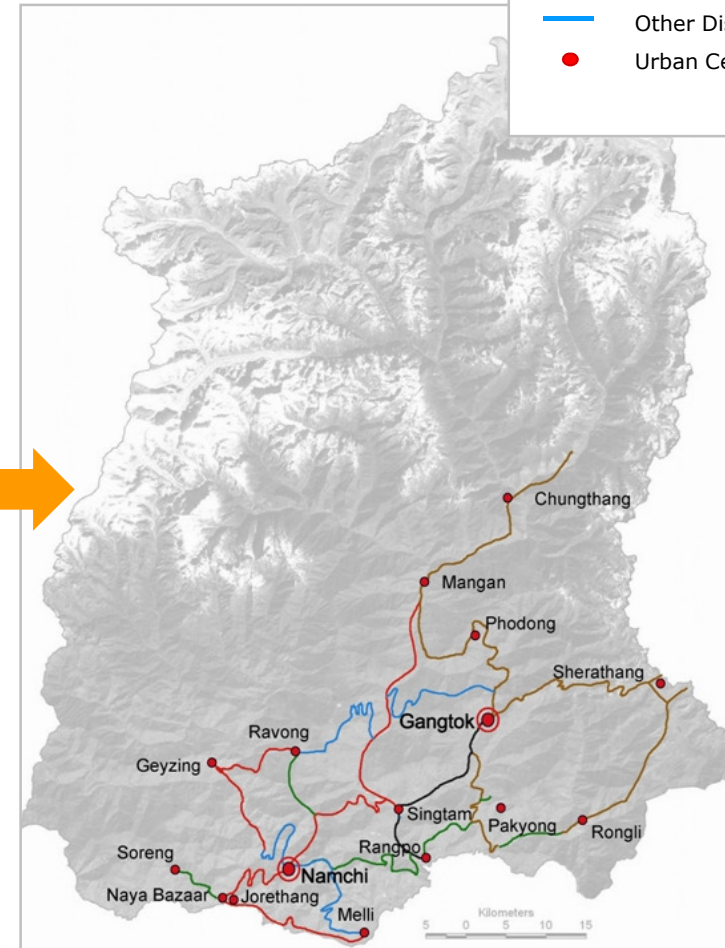 Other Dis
Urban Ce
Chungthang
Mangan
Phodong
Sherathang
Gangtok
Ravong
Geyzing
Singtam
Pakyong
Rongli
Rangpo
Soreng
Namchi
Naya Bazaar
Jorethang
Melli
Kilometers
5 0 5 10 15